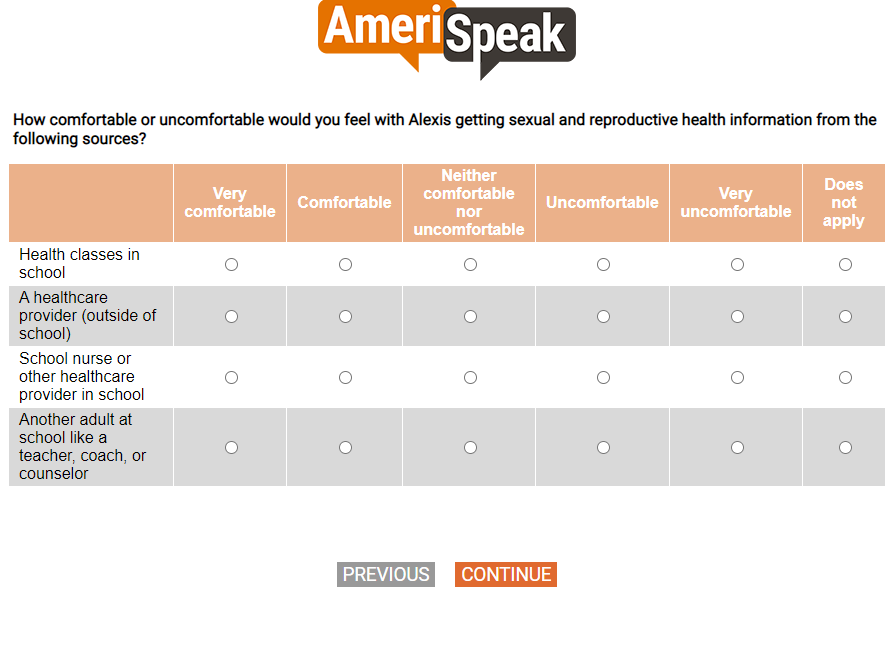 AmeriSpeak
How comfortable or uncomfortable would you feel with Alexis getting sexual and reproductive health information from the
following sources?
Very
comfortable
Comfortable
Neither
comfortable
nor
uncomfortable
Uncomfortable
Very
uncomfortable
Does
not
apply
Health classes in
school
A healthcare
provider (outside of
school)
School nurse or
other healthcare
provider in school
Another adult at
school like a
teacher, coach, or
counselor
PREVIOUS
CONTINUE